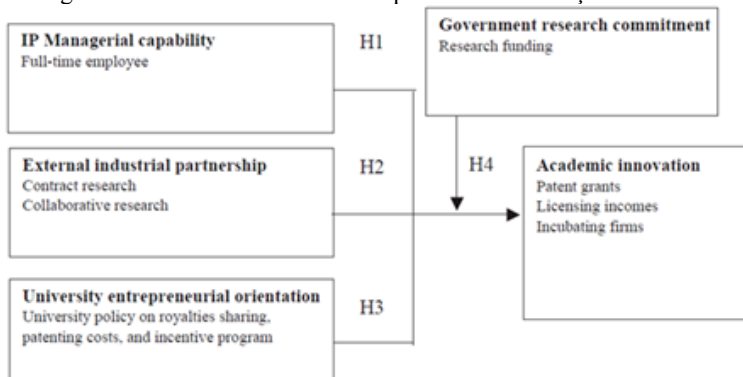 IP Managerial capability
Full-time employee
H1
Government research commitment
Research funding
External industrial partnership
Contract research
Collaborative research
H2
H4
Academic innovation
Patent grants
Licensing incomes
Incubating firms
University entrepreneurial orientation
University policy on royalties sharing,
patenting costs, and incentive program
H3